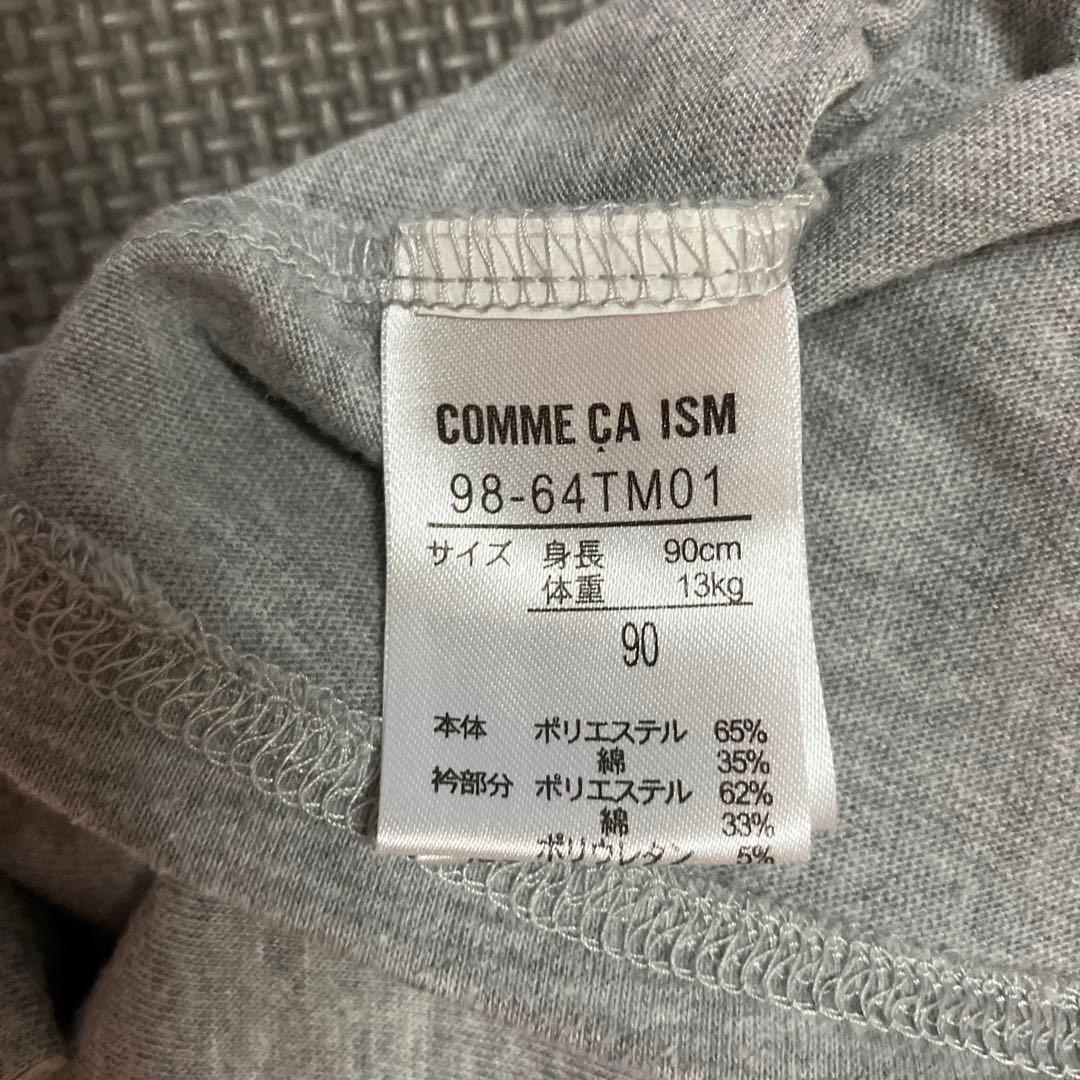 COMME ÇA ISM
98-64TM01
サイズ 身長 90cm
体重 13kg
90
本体 ポリエステル 65%
綿 35%
衿部分 ポリエステル 62%
綿 33%
ポリウレタン 5%